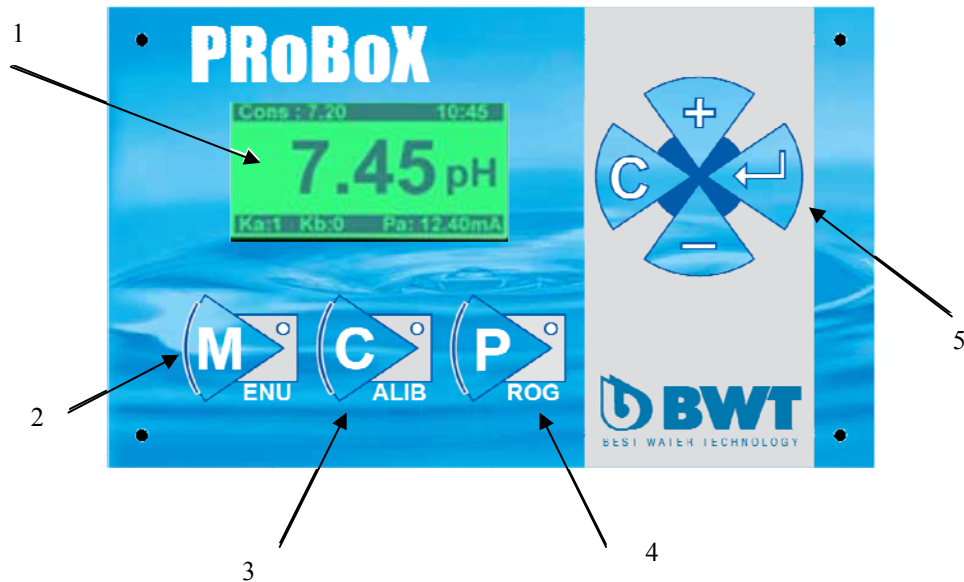 1
PRoBoX
Cons : 7.20 10:45
7.45 pH
Ka:1 Kb:0 Pa: 12.40mA
+
C ↵
−
5
M ENU C ALIB P ROG
2
BWT
BEST WATER TECHNOLOGY
3
4